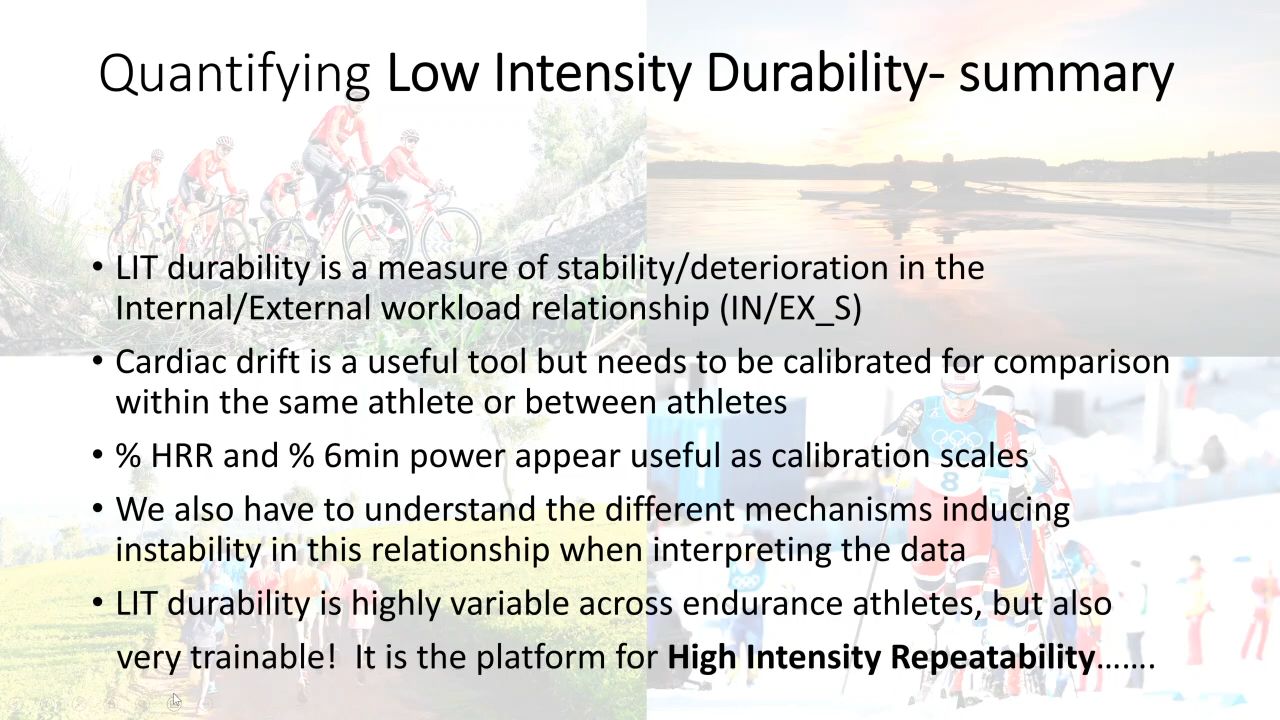 Quantifying Low Intensity Durability- summary
• LIT durability is a measure of stability/deterioration in the
Internal/External workload relationship (IN/EX_S)
• Cardiac drift is a useful tool but needs to be calibrated for comparison
within the same athlete or between athletes
• % HRR and % 6min power appear useful as calibration scales
• We also have to understand the different mechanisms inducing
instability in this relationship when interpreting the data
• LIT durability is highly variable across endurance athletes, but also
very trainable!  It is the platform for High Intensity Repeatability…….
8
5